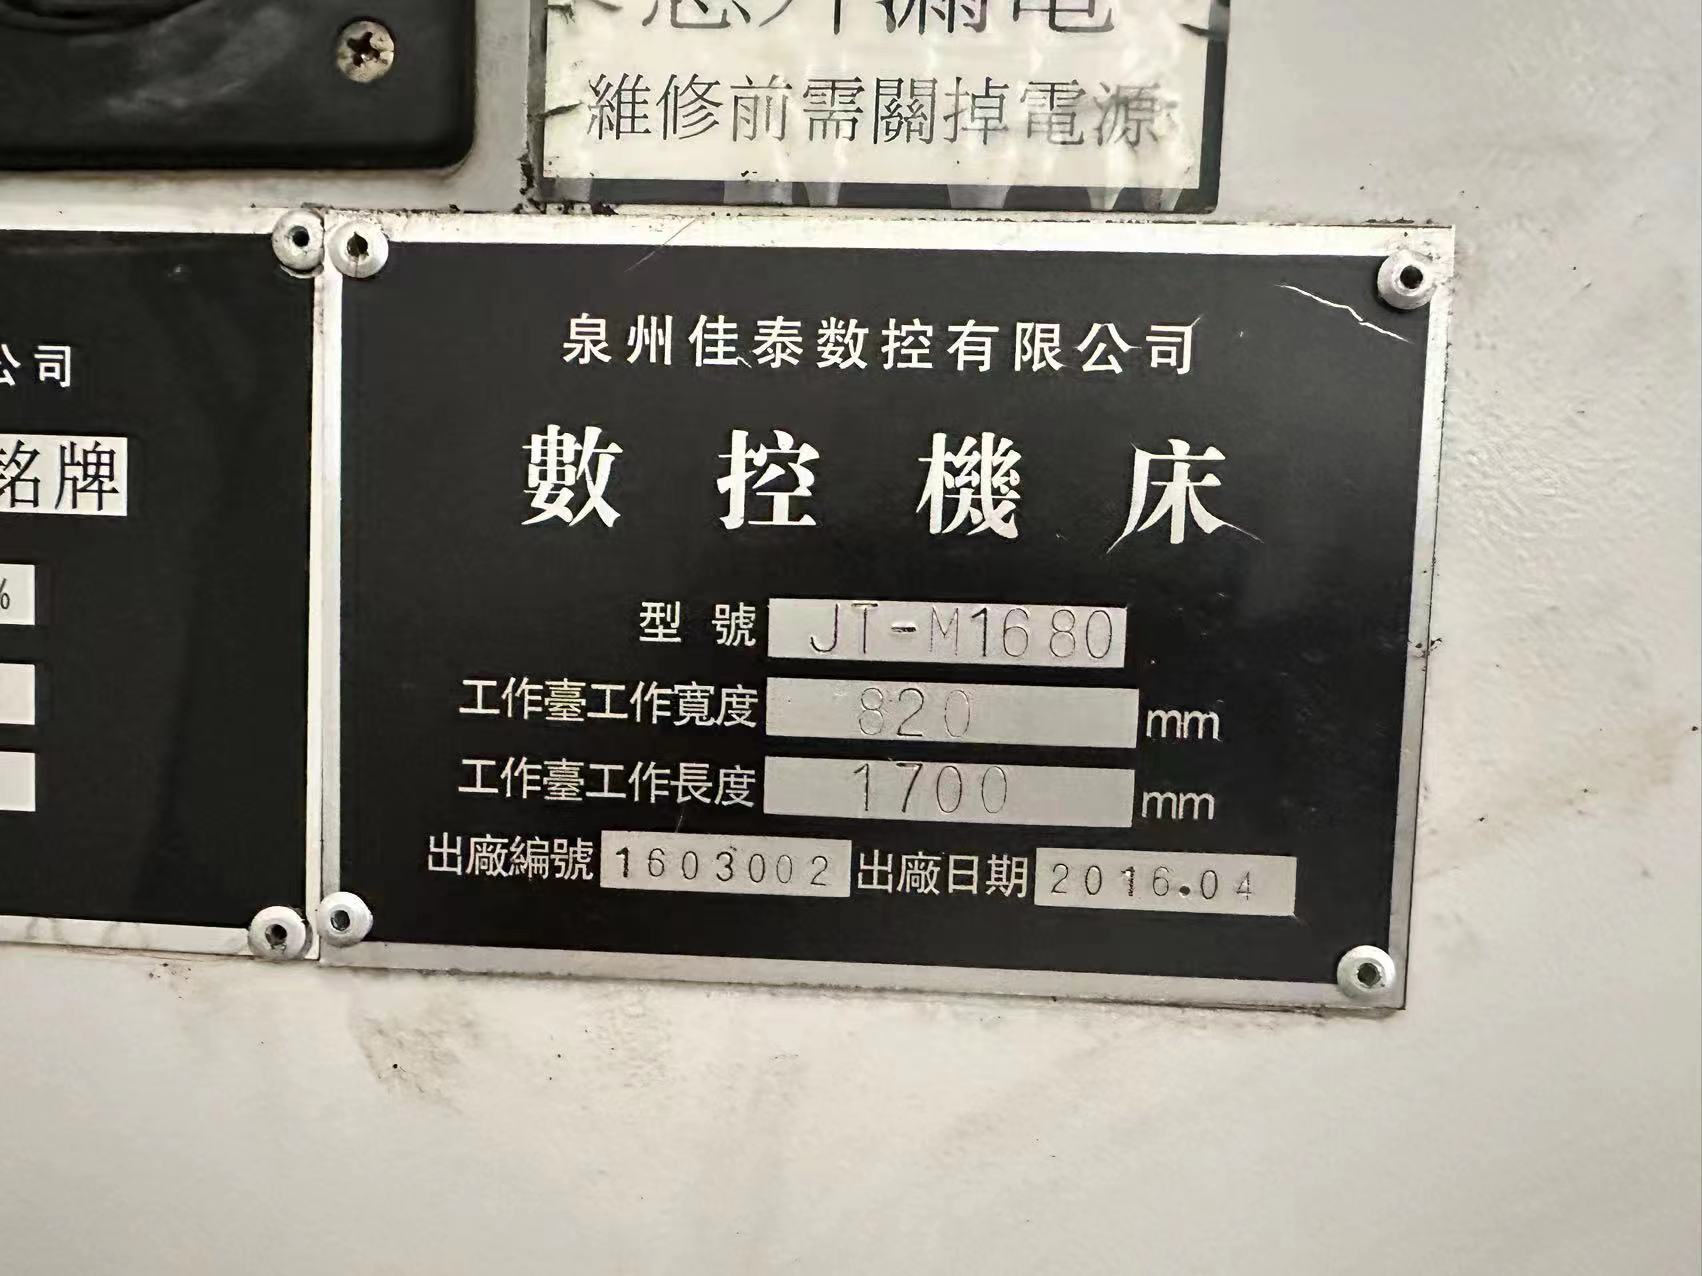 漏電
維修前需關掉電源
公司
銘牌
%
泉州佳泰数控有限公司
數控機床
型號 JT-M1680
工作臺工作寬度 820 mm
工作臺工作長度 1700 mm
出廠編號 1603002 出廠日期 2016.04